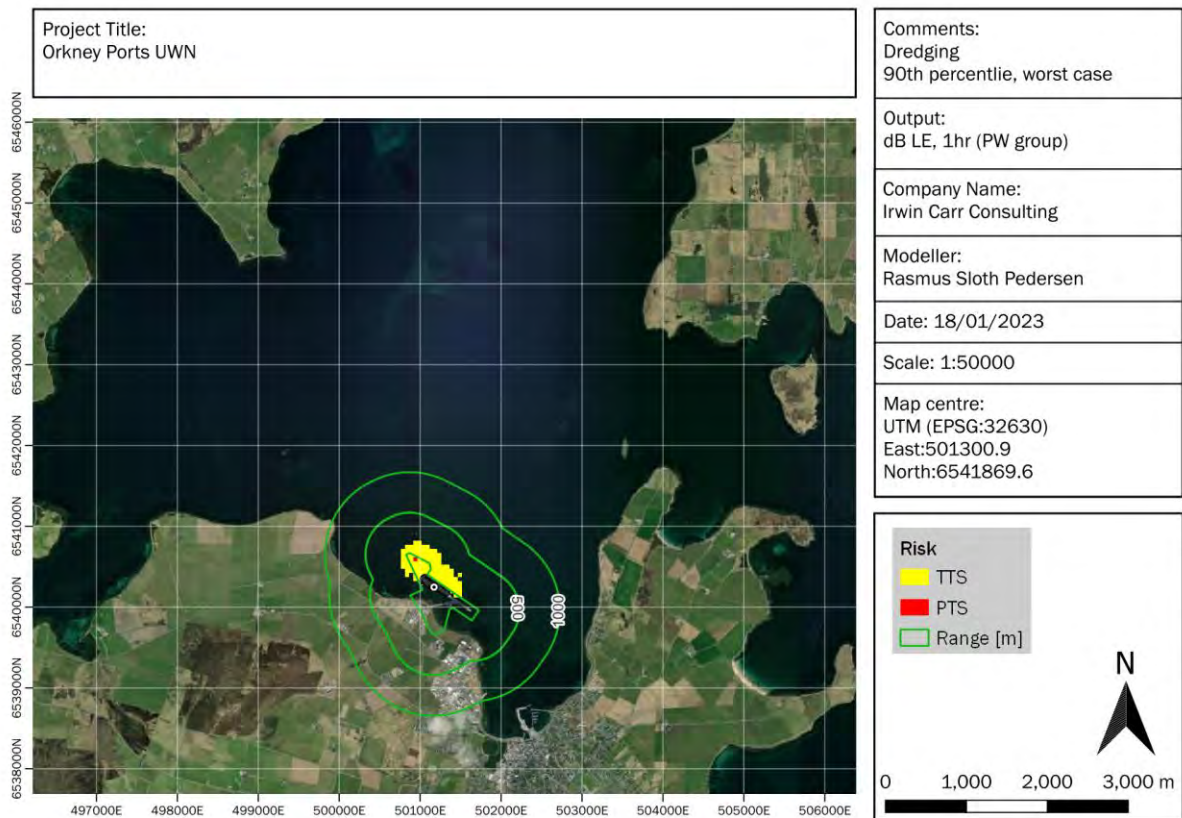 Project Title:
Orkney Ports UWN
Comments:
Dredging
90th percentlie, worst case
Output:
dB LE, 1hr (PW group)
Company Name:
Irwin Carr Consulting
Modeller:
Rasmus Sloth Pedersen
Date: 18/01/2023
Scale: 1:50000
Map centre:
UTM (EPSG:32630)
East:501300.9
North:6541869.6
6546000N
6545000N
6544000N
6543000N
6542000N
6541000N
6540000N
6539000N
6538000N
0
500
1000
497000E 498000E 499000E 500000E 501000E 502000E 503000E 504000E 505000E 506000E
Risk
TTS
PTS
Range [m]
N
0 1,000 2,000 3,000 m